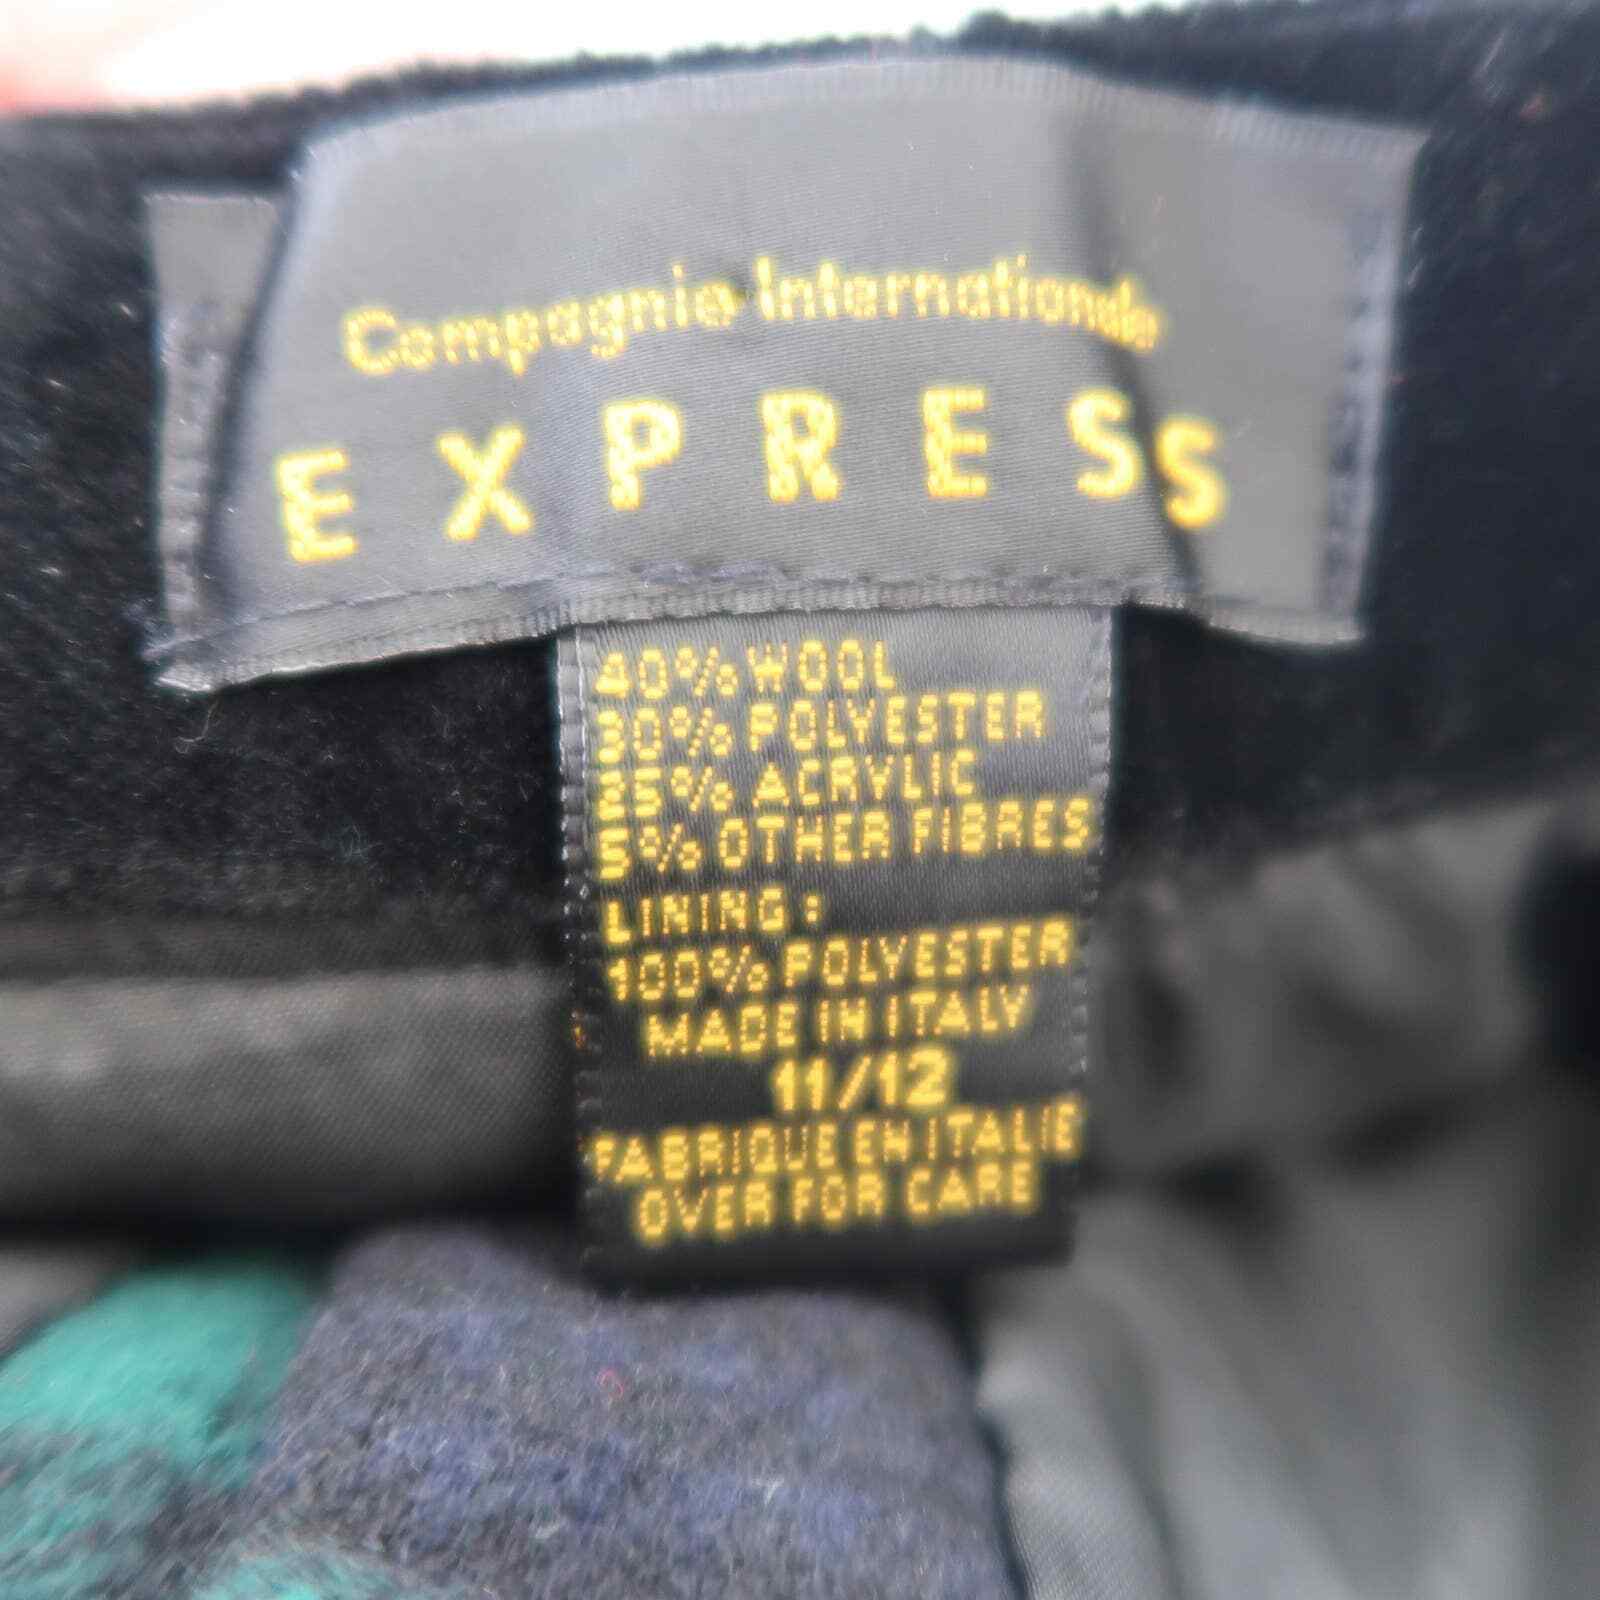 Compagnie Internationale
EXPRESS
40% WOOL
30% POLYESTER
25% ACRYLIC
5% OTHER FIBRES
LINING:
100% POLYESTER
MADE IN ITALY
11/12
FABRIQUE EN ITALIE
OVER FOR CARE